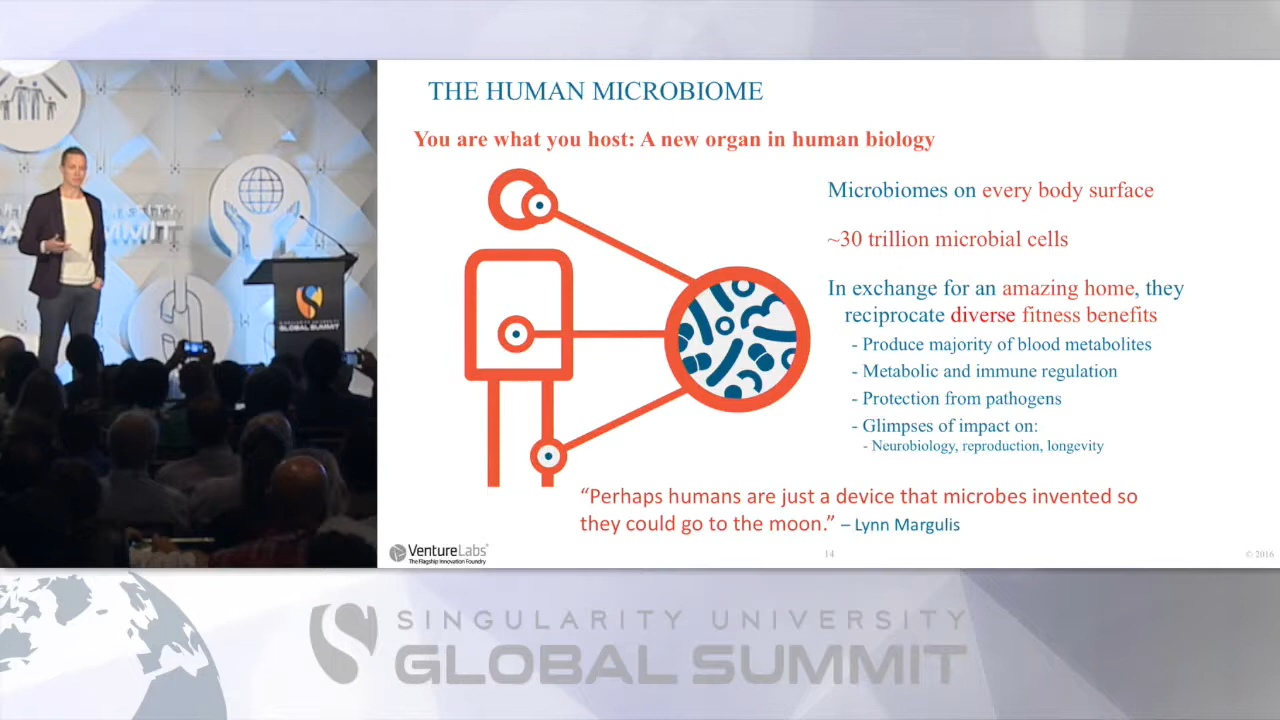 THE HUMAN MICROBIOME
You are what you host: A new organ in human biology
Microbiomes on every body surface
~30 trillion microbial cells
In exchange for an amazing home, they
reciprocate diverse fitness benefits
- Produce majority of blood metabolites
- Metabolic and immune regulation
- Protection from pathogens
- Glimpses of impact on:
- Neurobiology, reproduction, longevity
“Perhaps humans are just a device that microbes invented so
they could go to the moon.” – Lynn Margulis
VentureLabs®
The Flagship Innovation Foundry
14
© 2016
SUMMIT
SINGULARITY UNIVERSITY
GLOBAL SUMMIT
SINGULARITY UNIVERSITY
GLOBAL SUMMIT